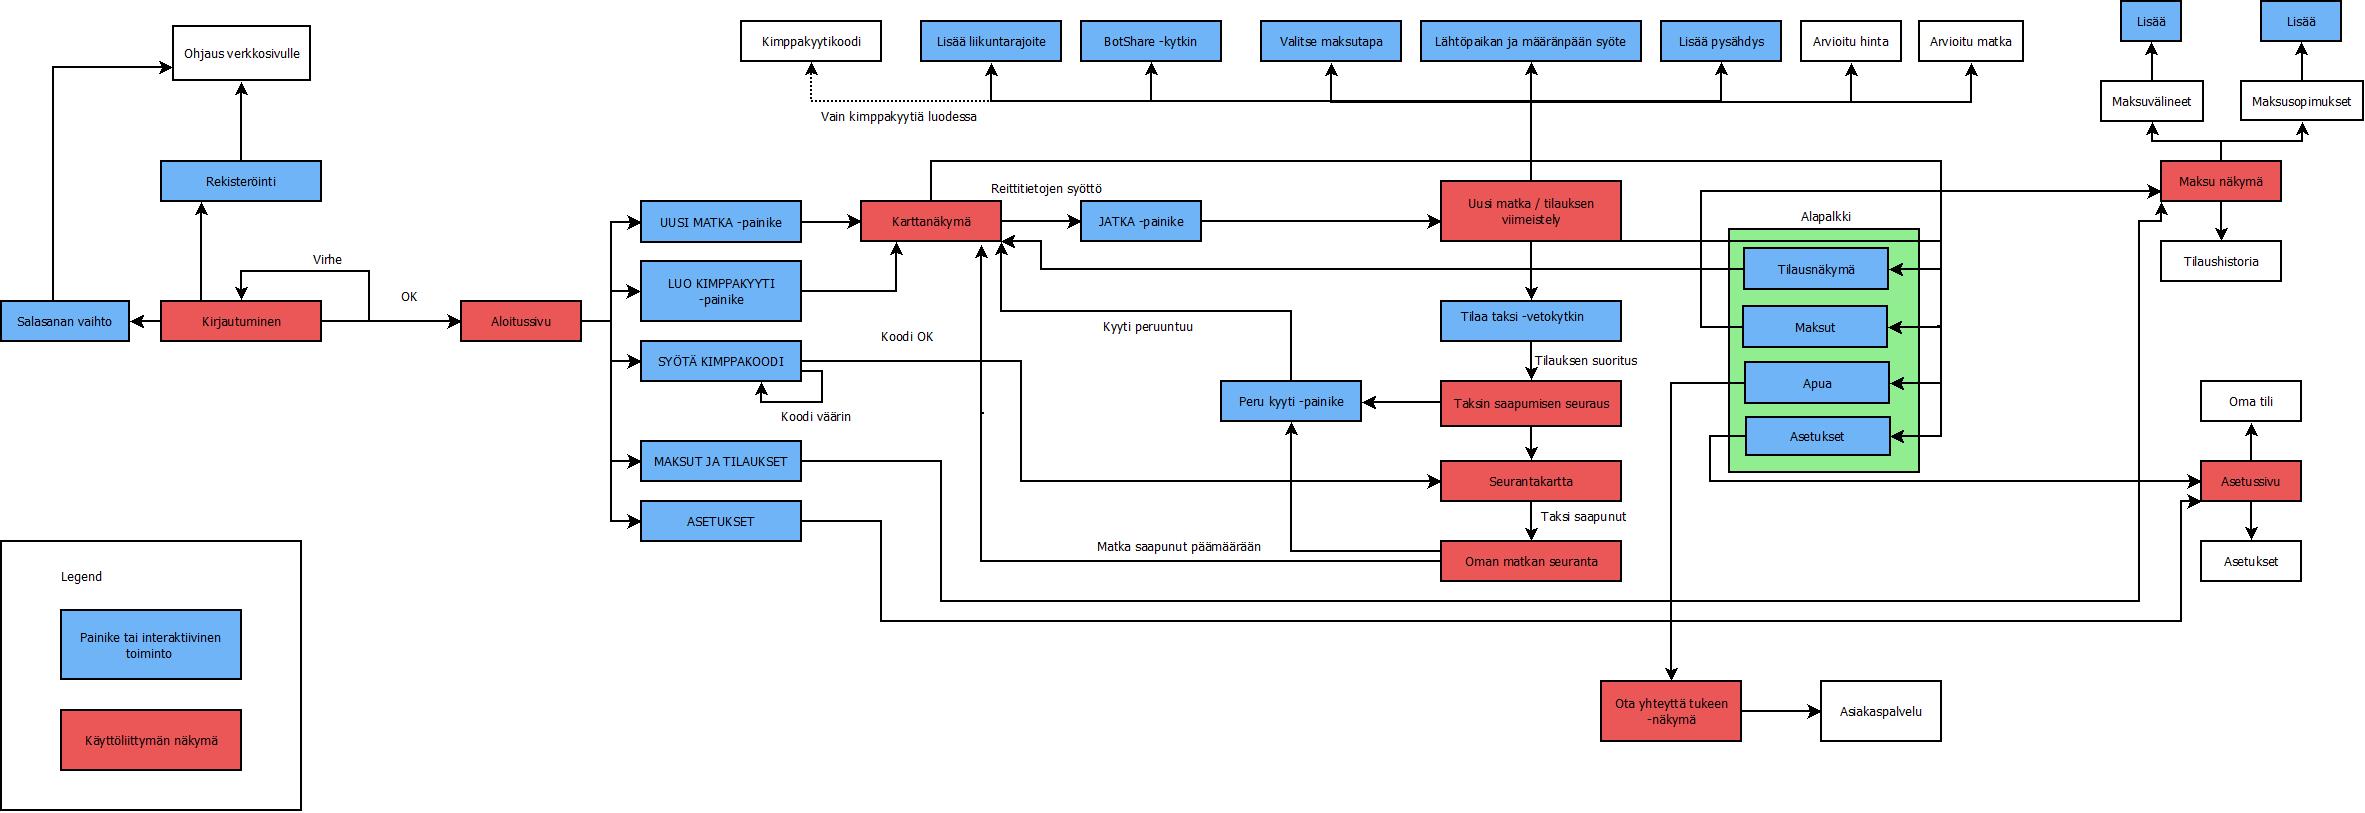 Ohjaus verkkosivulle
Kimppakyytikoodi
Lisää liikuntarajoite
BotShare -kytkin
Valitse maksutapa
Lähtöpaikan ja määränpään syöte
Lisää pysähdys
Arvioitu hinta
Arvioitu matka
Lisää
Lisää
Maksuvälineet
Maksusopimukset
Vain kimppakyytiä luodessa
Rekisteröinti
Reittitietojen syöttö
Maksu näkymä
UUSI MATKA -painike
Karttanäkymä
JATKA -painike
Uusi matka / tilauksen
viimeistely
Alapalkki
Virhe
Tilausnäkymä
Tilaushistoria
LUO KIMPPAKYYTI
-painike
OK
Salasanan vaihto
Kirjautuminen
Aloitussivu
Koodi OK
Kyyti peruuntuu
Tilaa taksi -vetokytkin
Maksut
SYÖTÄ KIMPPAKOODI
Tilauksen suoritus
Koodi väärin
Peru kyyti -painike
Taksin saapumisen seuraus
Apua
Oma tili
Asetukset
MAKSUT JA TILAUKSET
Seurantakartta
Asetussivu
ASETUKSET
Taksi saapunut
Matka saapunut päämäärään
Oman matkan seuranta
Asetukset
Legend
Painike tai interaktiivinen
toiminto
Käyttöliittymän näkymä
Ota yhteyttä tukeen
-näkymä
Asiakaspalvelu